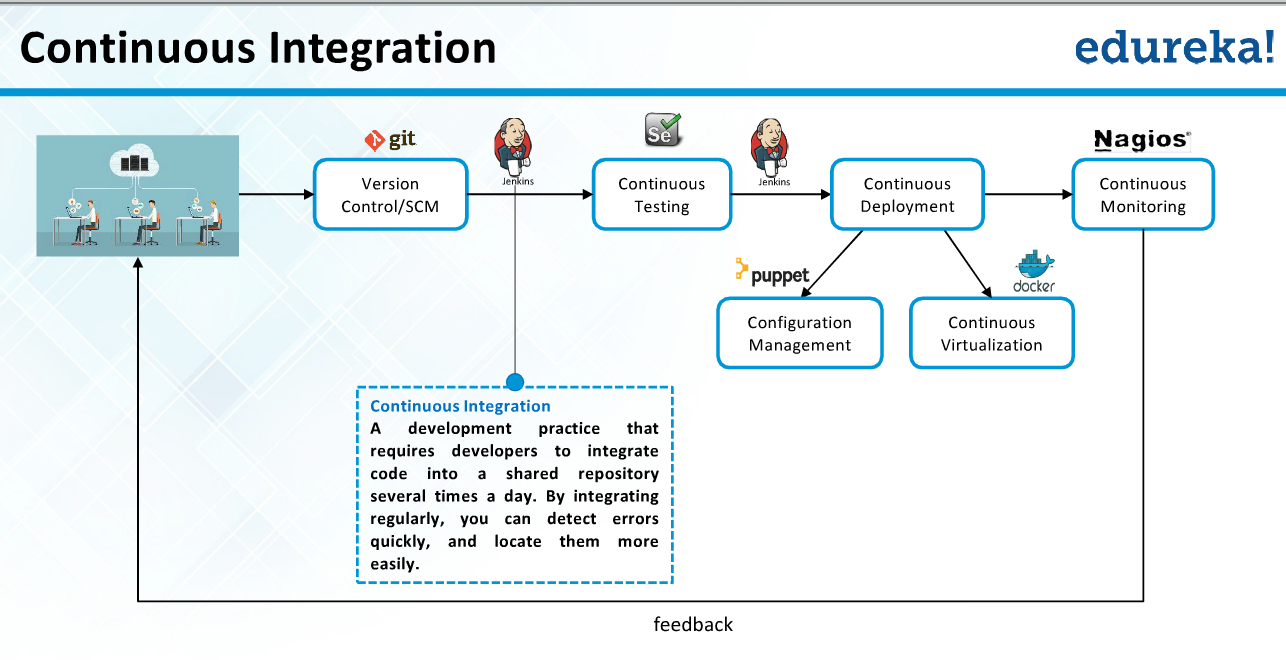 Continuous Integration
edureka!
git
Jenkins
Se
Jenkins
Nagios®
Version
Control/SCM
Continuous
Testing
Continuous
Deployment
Continuous
Monitoring
puppet
docker
Configuration
Management
Continuous
Virtualization
Continuous Integration
A development practice that
requires developers to integrate
code into a shared repository
several times a day. By integrating
regularly, you can detect errors
quickly, and locate them more
easily.
feedback